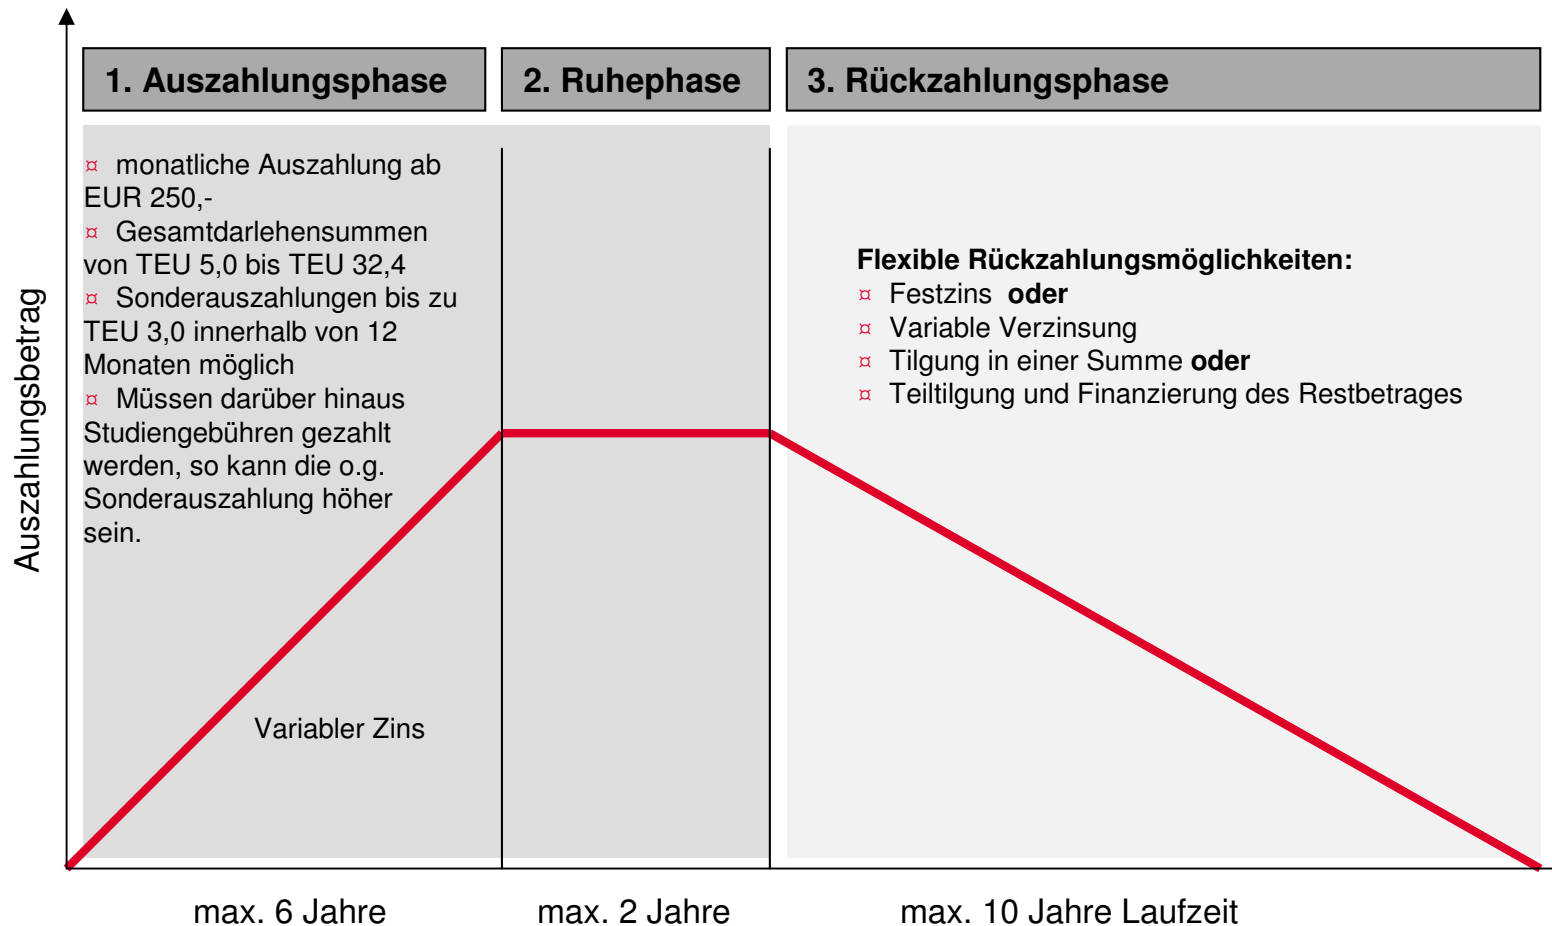 1. Auszahlungsphase
2. Ruhephase
3. Rückzahlungsphase
¤ monatliche Auszahlung ab
EUR 250,-
¤ Gesamtdarlehensummen
von TEU 5,0 bis TEU 32,4
¤ Sonderauszahlungen bis zu
TEU 3,0 innerhalb von 12
Monaten möglich
¤ Müssen darüber hinaus
Studiengebühren gezahlt
werden, so kann die o.g.
Sonderauszahlung höher
sein.
Variabler Zins
Flexible Rückzahlungsmöglichkeiten:
¤ Festzins oder
¤ Variable Verzinsung
¤ Tilgung in einer Summe oder
¤ Teiltilgung und Finanzierung des Restbetrages
Auszahlungsbetrag
max. 6 Jahre
max. 2 Jahre
max. 10 Jahre Laufzeit